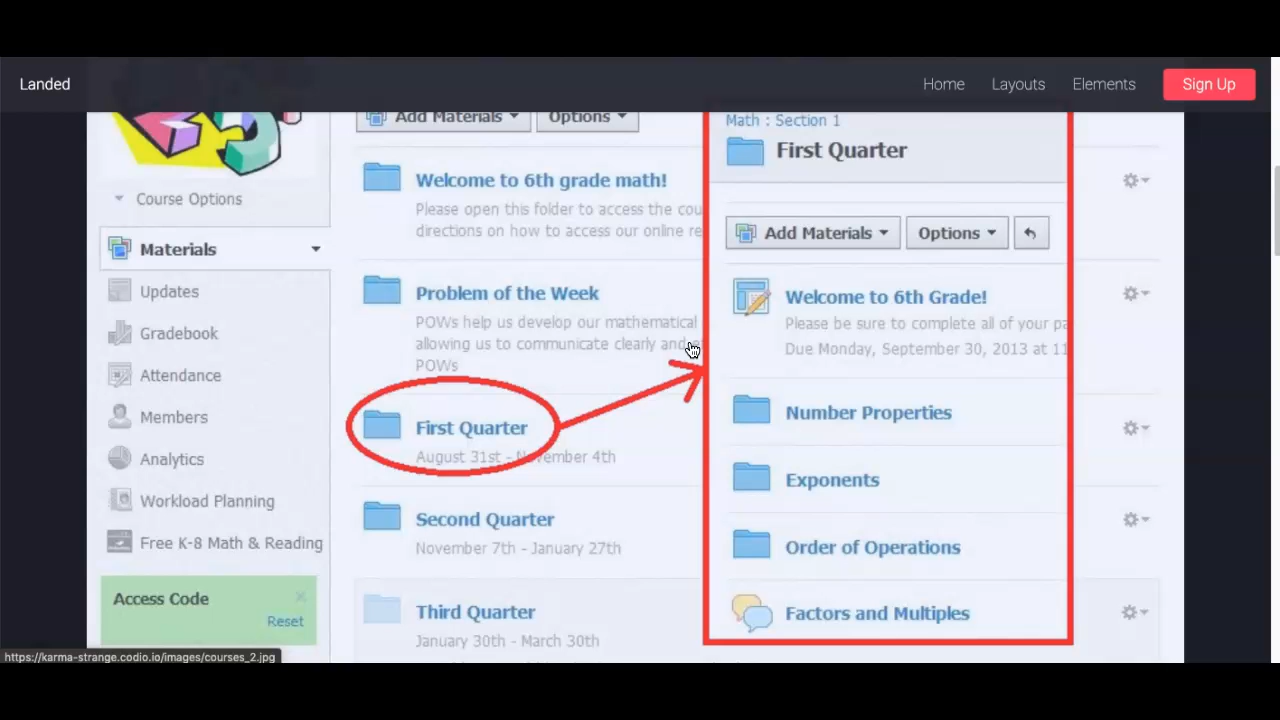 Landed
Home
Layouts
Elements
Sign Up
Course Options
Materials
Updates
Gradebook
Attendance
Members
Analytics
Workload Planning
Free K-8 Math & Reading
Access Code
Reset
Add Materials
Options
Welcome to 6th grade math!
Please open this folder to access the
directions on how to access our online
Problem of the Week
POWs help us develop our mathematical
allowing us to communicate clearly and
POWs
First Quarter
August 31st - November 4th
Second Quarter
November 7th - January 27th
Third Quarter
January 30th - March 30th
Math : Section 1
First Quarter
Add Materials
Options
Welcome to 6th Grade!
Please be sure to complete all of your
Due Monday, September 30, 2013 at
Number Properties
Exponents
Order of Operations
Factors and Multiples
https://karma-strange.codio.io/images/courses_2.jpg